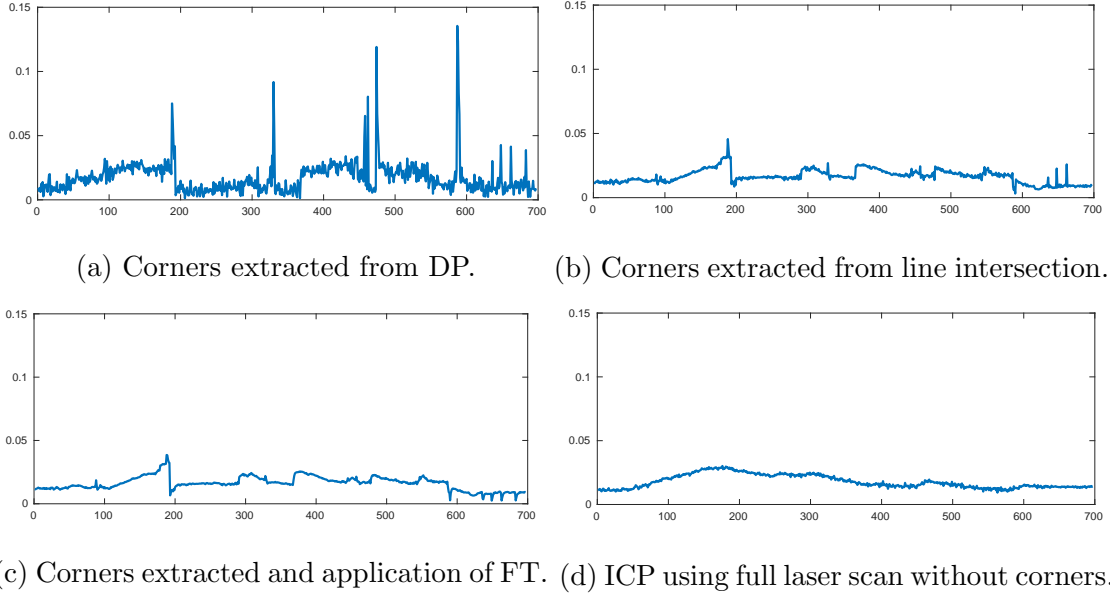 0.15
0.1
0.05
0
0 100 200 300 400 500 600 700
(a) Corners extracted from DP.
0.15
0.1
0.05
0
0 100 200 300 400 500 600 700
(b) Corners extracted from line intersection.
0.15
0.1
0.05
0
0 100 200 300 400 500 600 700
(c) Corners extracted and application of FT.
0.15
0.1
0.05
0
0 100 200 300 400 500 600 700
(d) ICP using full laser scan without corners.